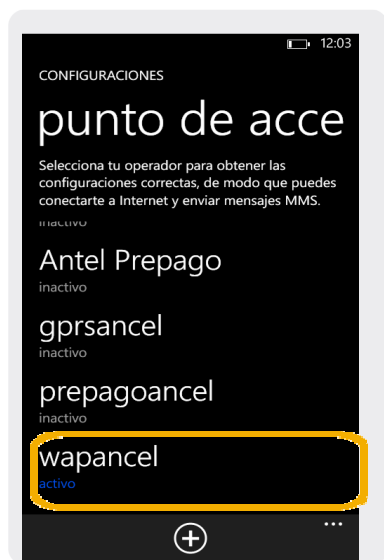 12:03
CONFIGURACIONES
punto de acce
Selecciona tu operador para obtener las
configuraciones correctas, de modo que puedes
conectarte a Internet y enviar mensajes MMS.
inactivo
Antel Prepago
inactivo
gprsancel
inactivo
prepagoancel
inactivo
wapancel
activo